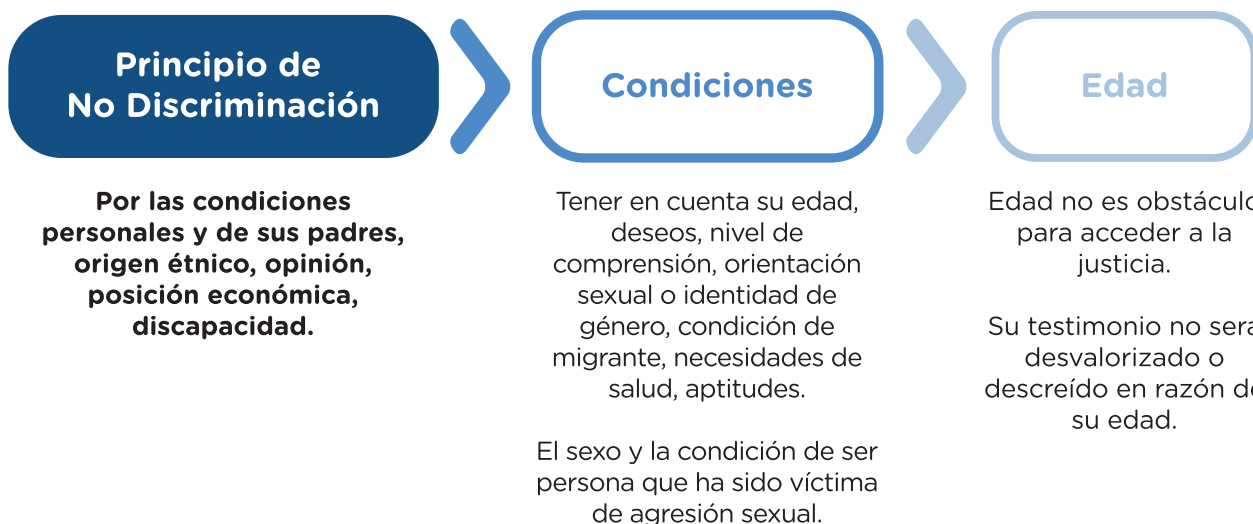 Principio de
No Discriminación
Por las condiciones
personales y de sus padres,
origen étnico, opinión,
posición económica,
discapacidad.
Condiciones
Tener en cuenta su edad,
deseos, nivel de
comprensión, orientación
sexual o identidad de
género, condición de
migrante, necesidades de
salud, aptitudes.
El sexo y la condición de ser
persona que ha sido víctima
de agresión sexual.
Edad
Edad no es obstáculo
para acceder a la
justicia.
Su testimonio no será
desvalorizado o
descreído en razón de
su edad.